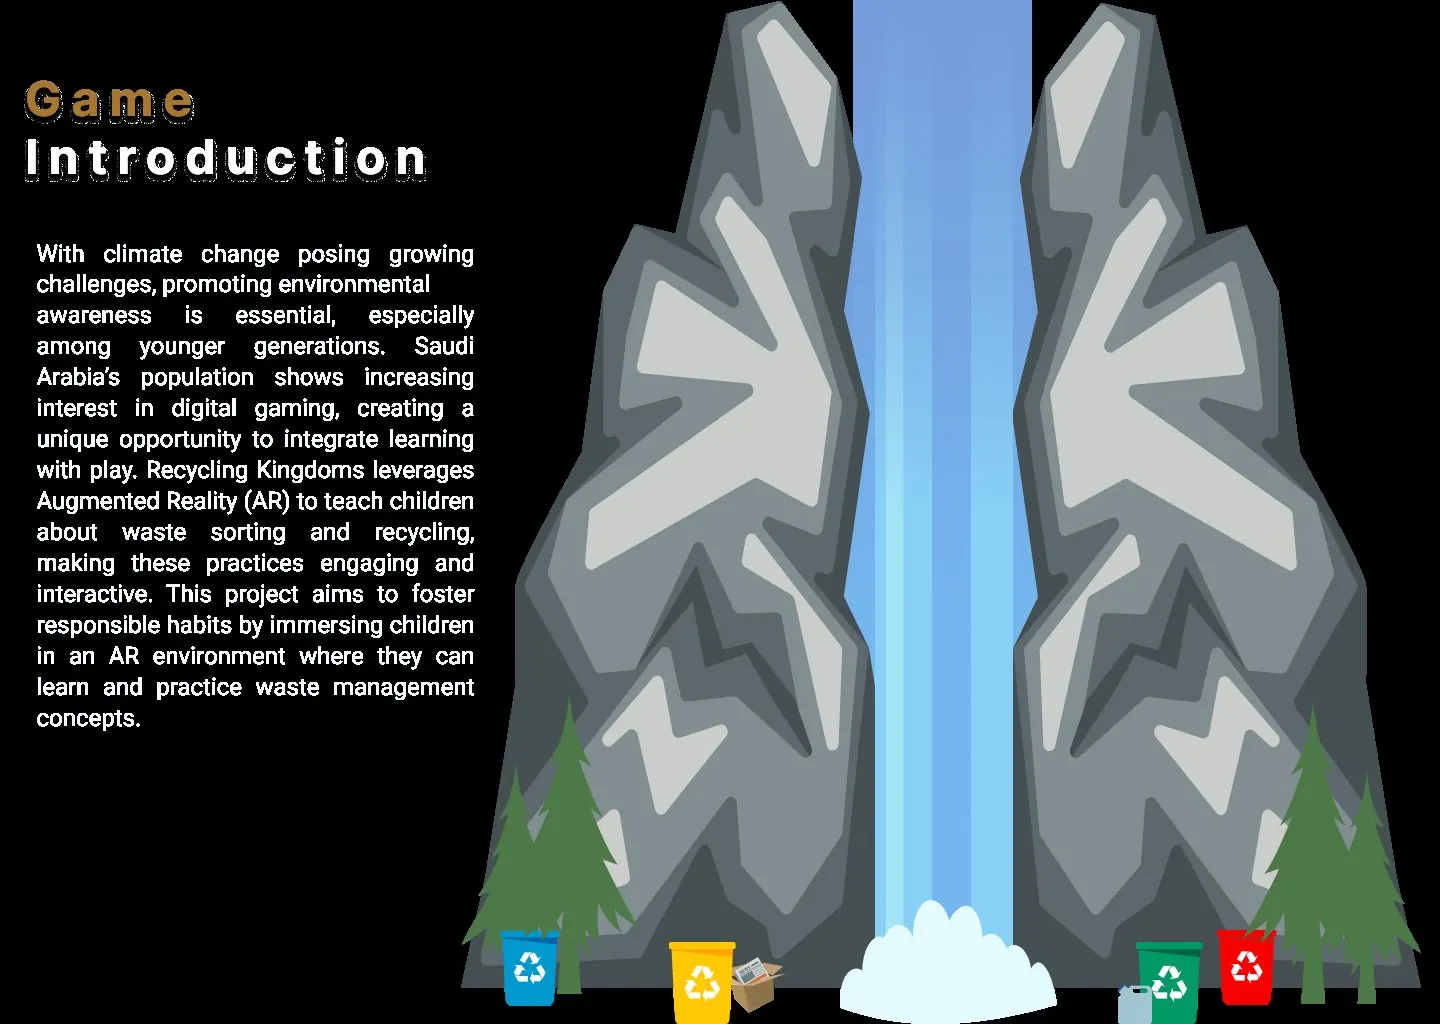 Game
Introduction
With climate change posing growing
challenges, promoting environmental
awareness is essential, especially
among younger generations. Saudi
Arabia's population shows increasing
interest in digital gaming, creating a
unique opportunity to integrate learning
with play. Recycling Kingdoms leverages
Augmented Reality (AR) to teach children
about waste sorting and recycling,
making these practices engaging and
interactive. This project aims to foster
responsible habits by immersing children
in an AR environment where they can
learn and practice waste management
concepts.